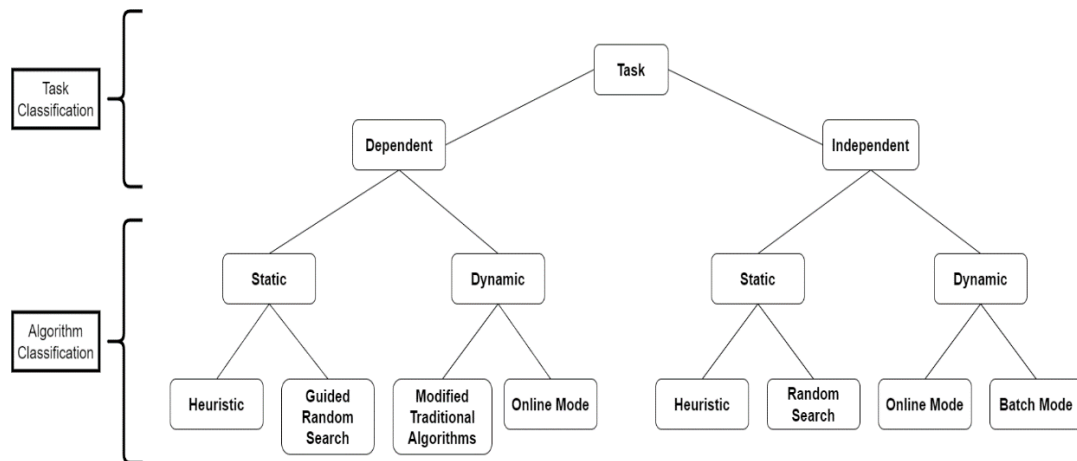 Task
Classification
Task
Dependent
Independent
Algorithm
Classification
Static
Dynamic
Static
Dynamic
Heuristic
Guided
Random
Search
Modified
Traditional
Algorithms
Online Mode
Heuristic
Random
Search
Online Mode
Batch Mode